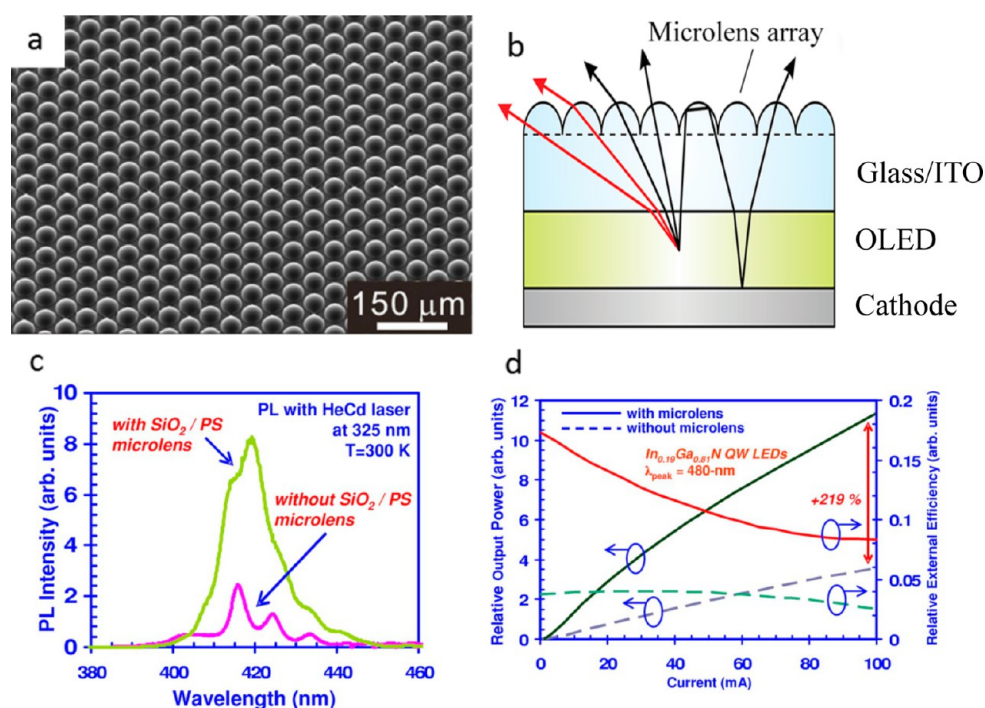 a
150 μm
b
Microlens array
Glass/ITO
OLED
Cathode
c
10
8
6
4
2
0
PL Intensity (arb. units)
with SiO₂ / PS
microlens
PL with HeCd laser
at 325 nm
T=300 K
without SiO₂ / PS
microlens
380
400
420
440
460
Wavelength (nm)
d
12
10
8
6
4
2
0
Relative Output Power (arb. units)
with microlens
without microlens
In₀.₁₉Ga₀.₈₁N QW LEDs
λpeak = 480-nm
+219 %
0.2
0.15
0.1
0.05
0
Relative External Efficiency (arb. units)
0
20
40
60
80
100
Current (mA)